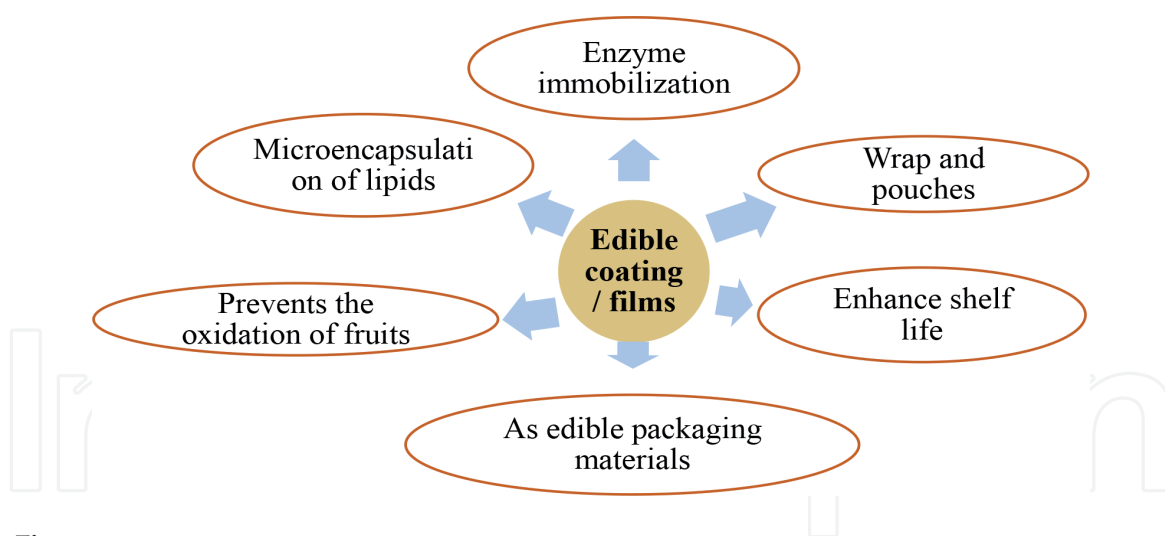 Enzyme
immobilization
Microencapsulati
on of lipids
Wrap and
pouches
Edible
coating
/ films
Prevents the
oxidation of fruits
Enhance shelf
life
As edible packaging
materials